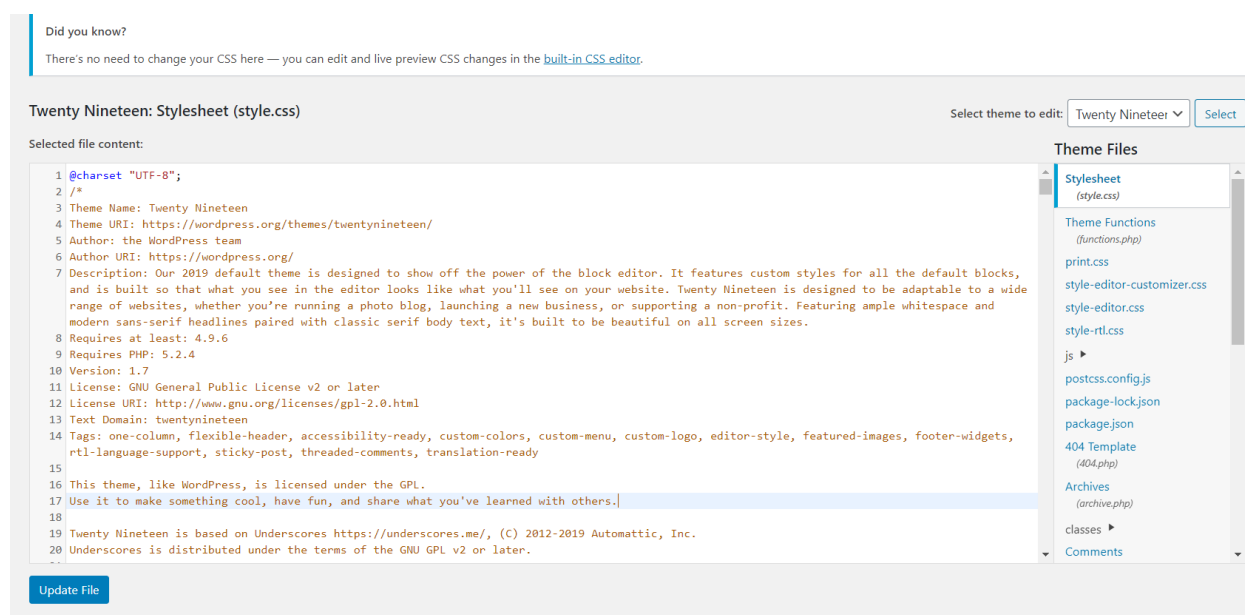 Did you know?
There's no need to change your CSS here — you can edit and live preview CSS changes in the built-in CSS editor.
Twenty Nineteen: Stylesheet (style.css)
Select theme to edit: Twenty Nineteen Select
Selected file content:
1 @charset "UTF-8";
2 /*
3 Theme Name: Twenty Nineteen
4 Theme URI: https://wordpress.org/themes/twentynineteen/
5 Author: the WordPress team
6 Author URI: https://wordpress.org/
7 Description: Our 2019 default theme is designed to show off the power of the block editor. It features custom styles for all the default blocks,
and is built so that what you see in the editor looks like what you'll see on your website. Twenty Nineteen is designed to be adaptable to a wide
range of websites, whether you’re running a photo blog, launching a new business, or supporting a non-profit. Featuring ample whitespace and
modern sans-serif headlines paired with classic serif body text, it's built to be beautiful on all screen sizes.
8 Requires at least: 4.9.6
9 Requires PHP: 5.2.4
10 Version: 1.7
11 License: GNU General Public License v2 or later
12 License URI: http://www.gnu.org/licenses/gpl-2.0.html
13 Text Domain: twentynineteen
14 Tags: one-column, flexible-header, accessibility-ready, custom-colors, custom-menu, custom-logo, editor-style, featured-images, footer-widgets,
rtl-language-support, sticky-post, threaded-comments, translation-ready
15
16 This theme, like WordPress, is licensed under the GPL.
17 Use it to make something cool, have fun, and share what you've learned with others.
18
19 Twenty Nineteen is based on Underscores https://underscores.me/, (C) 2012-2019 Automattic, Inc.
20 Underscores is distributed under the terms of the GNU GPL v2 or later.
Theme Files
Stylesheet
(style.css)
Theme Functions
(functions.php)
print.css
style-editor-customizer.css
style-editor.css
style-rtl.css
js
postcss.config.js
package-lock.json
package.json
404 Template
(404.php)
Archives
(archive.php)
classes
Comments
Update File